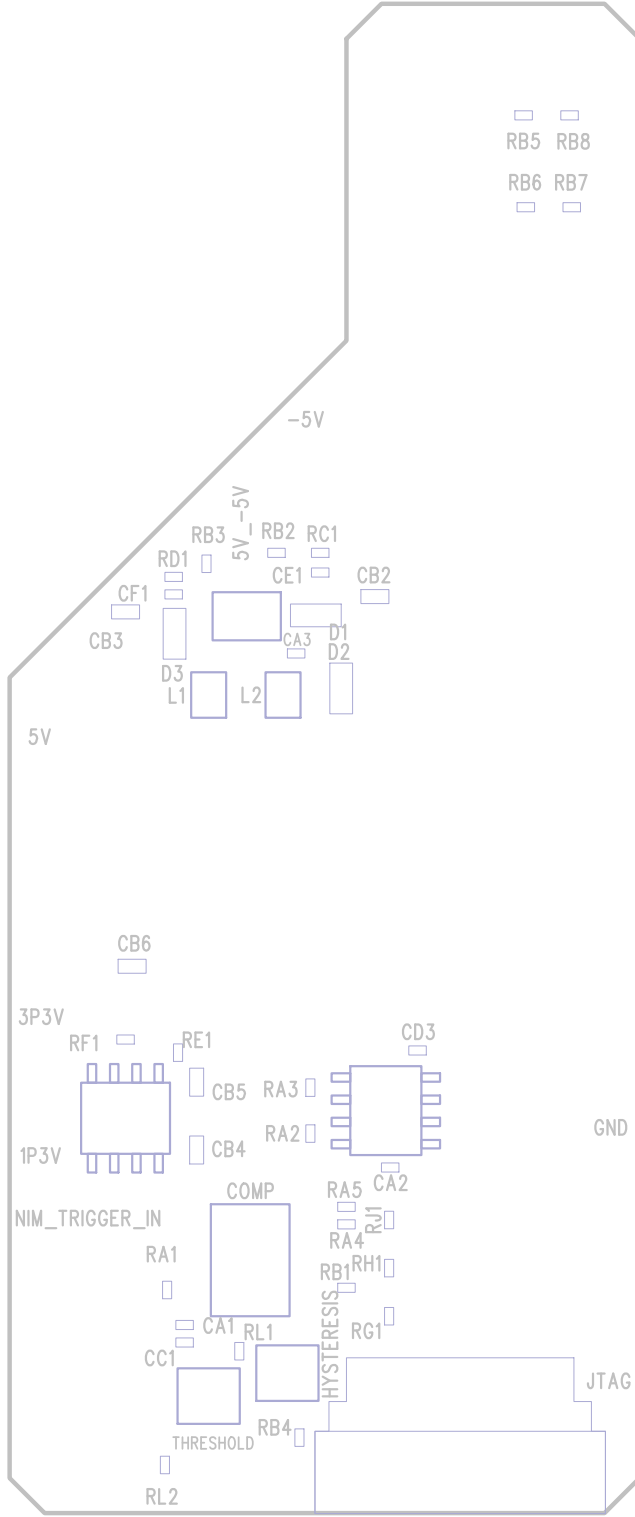 RB5 RB8
RB6 RB7
-5V
5V_-5V
RB3 RB2 RC1
RD1
CE1 CB2
CF1
D1
CB3 CA3
D2
D3
L1 L2
5V
CB6
3P3V
CD3
RF1 RE1
CB5 RA3
GND
RA2
CB4
1P3V
CA2
COMP RA5
NIM_TRIGGER_IN RJ1
RA4
RA1
RH1
RB1
CA1
RL1 RG1
HYSTERESIS
CC1
JTAG
RB4
THRESHOLD
RL2